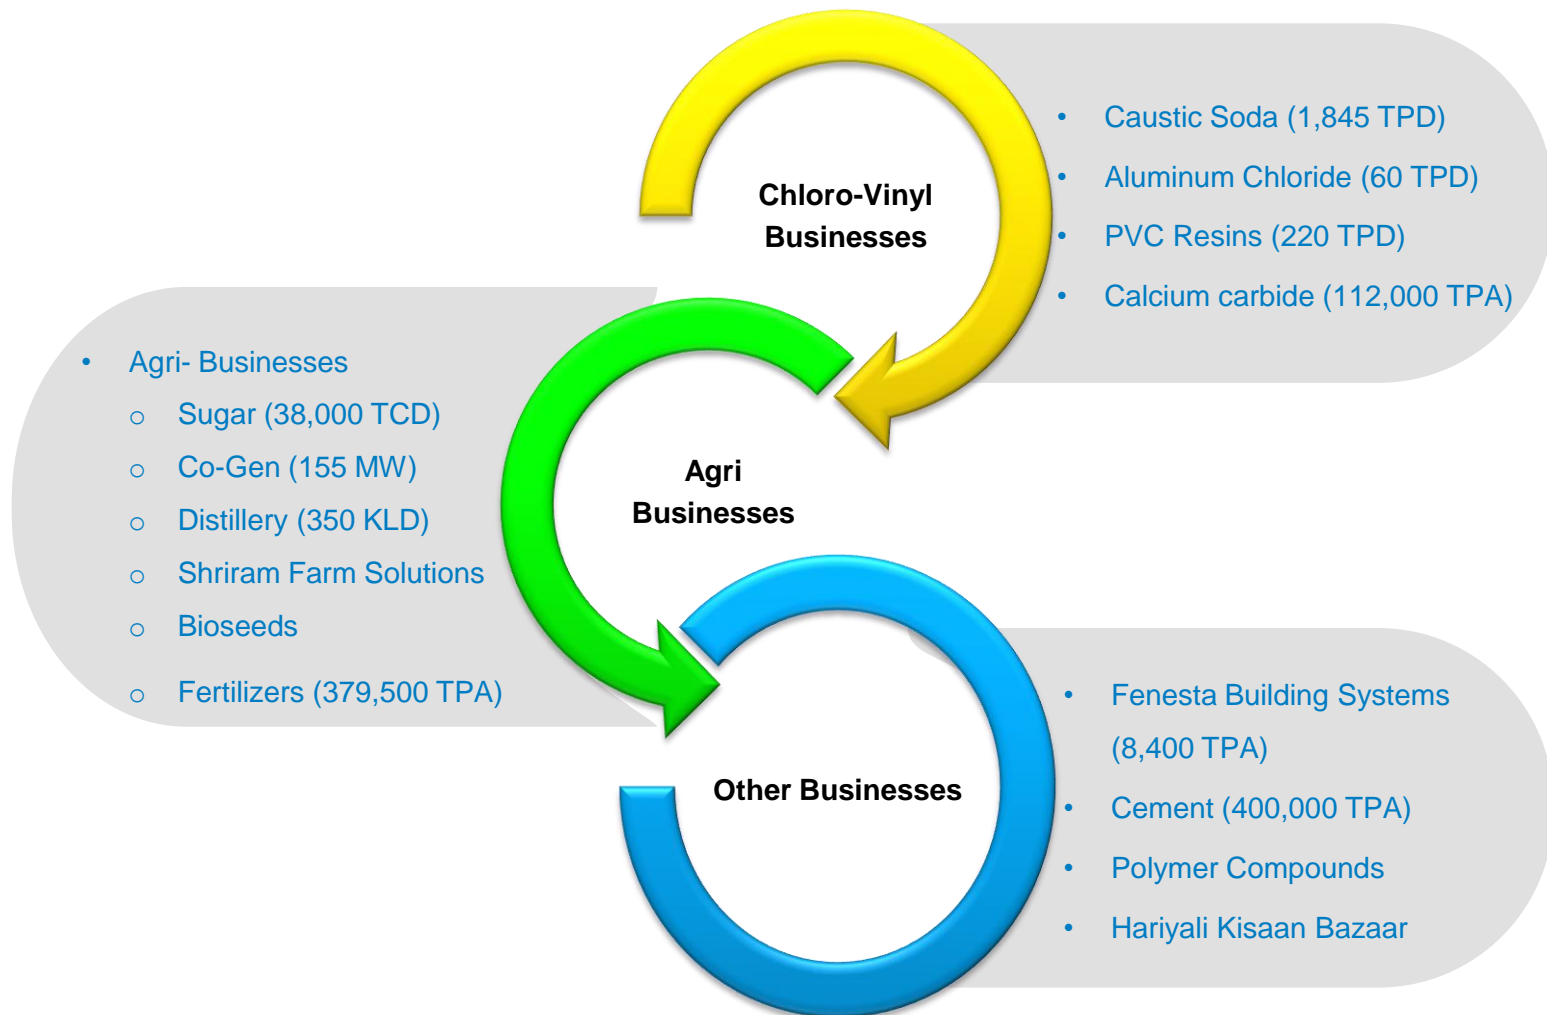 Chloro-Vinyl
Businesses
• Caustic Soda (1,845 TPD)
• Aluminum Chloride (60 TPD)
• PVC Resins (220 TPD)
• Calcium carbide (112,000 TPA)
• Agri- Businesses
o Sugar (38,000 TCD)
o Co-Gen (155 MW)
o Distillery (350 KLD)
o Shriram Farm Solutions
o Bioseeds
o Fertilizers (379,500 TPA)
Agri
Businesses
Other Businesses
• Fenesta Building Systems
(8,400 TPA)
• Cement (400,000 TPA)
• Polymer Compounds
• Hariyali Kisaan Bazaar